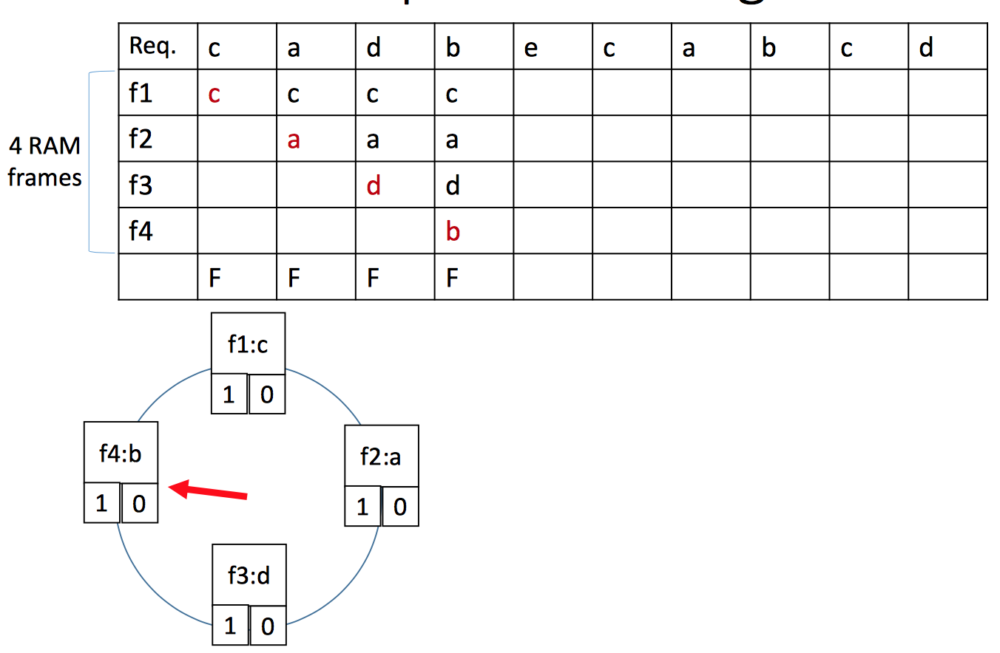 Req. c a d b e c a b c d
f1 c c c c
4 RAM
frames
f2 a a a
f3 d d
f4 b
F F F F
f1:c
1 0
f4:b
1 0
f2:a
1 0
f3:d
1 0